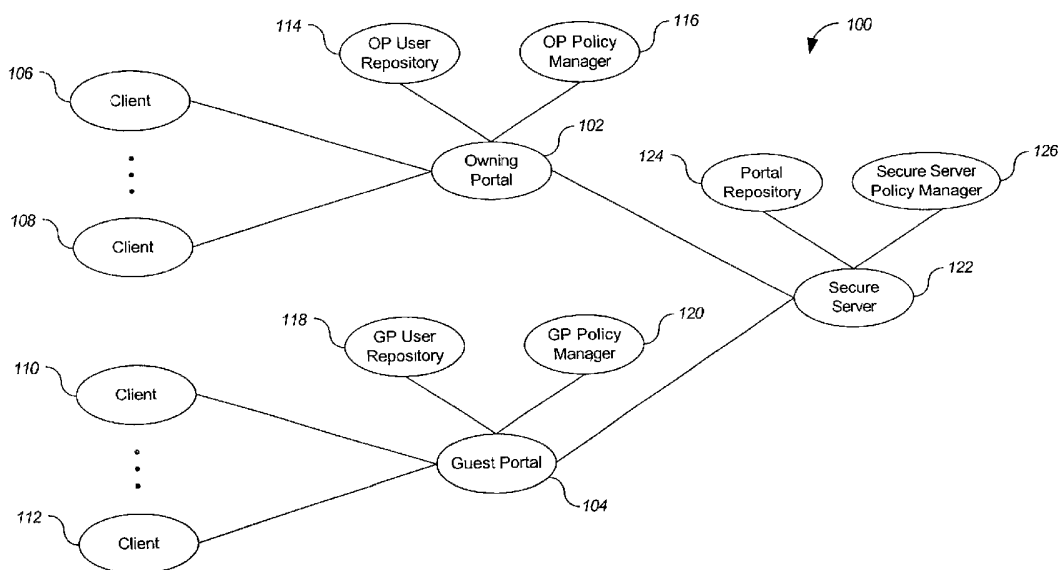 114
OP User
Repository
OP Policy
Manager
116
100
106
Client
102
Owning
Portal
124
Portal
Repository
Secure Server
Policy Manager
126
108
Client
Secure
Server
122
118
GP User
Repository
GP Policy
Manager
120
110
Client
Guest Portal
104
112
Client